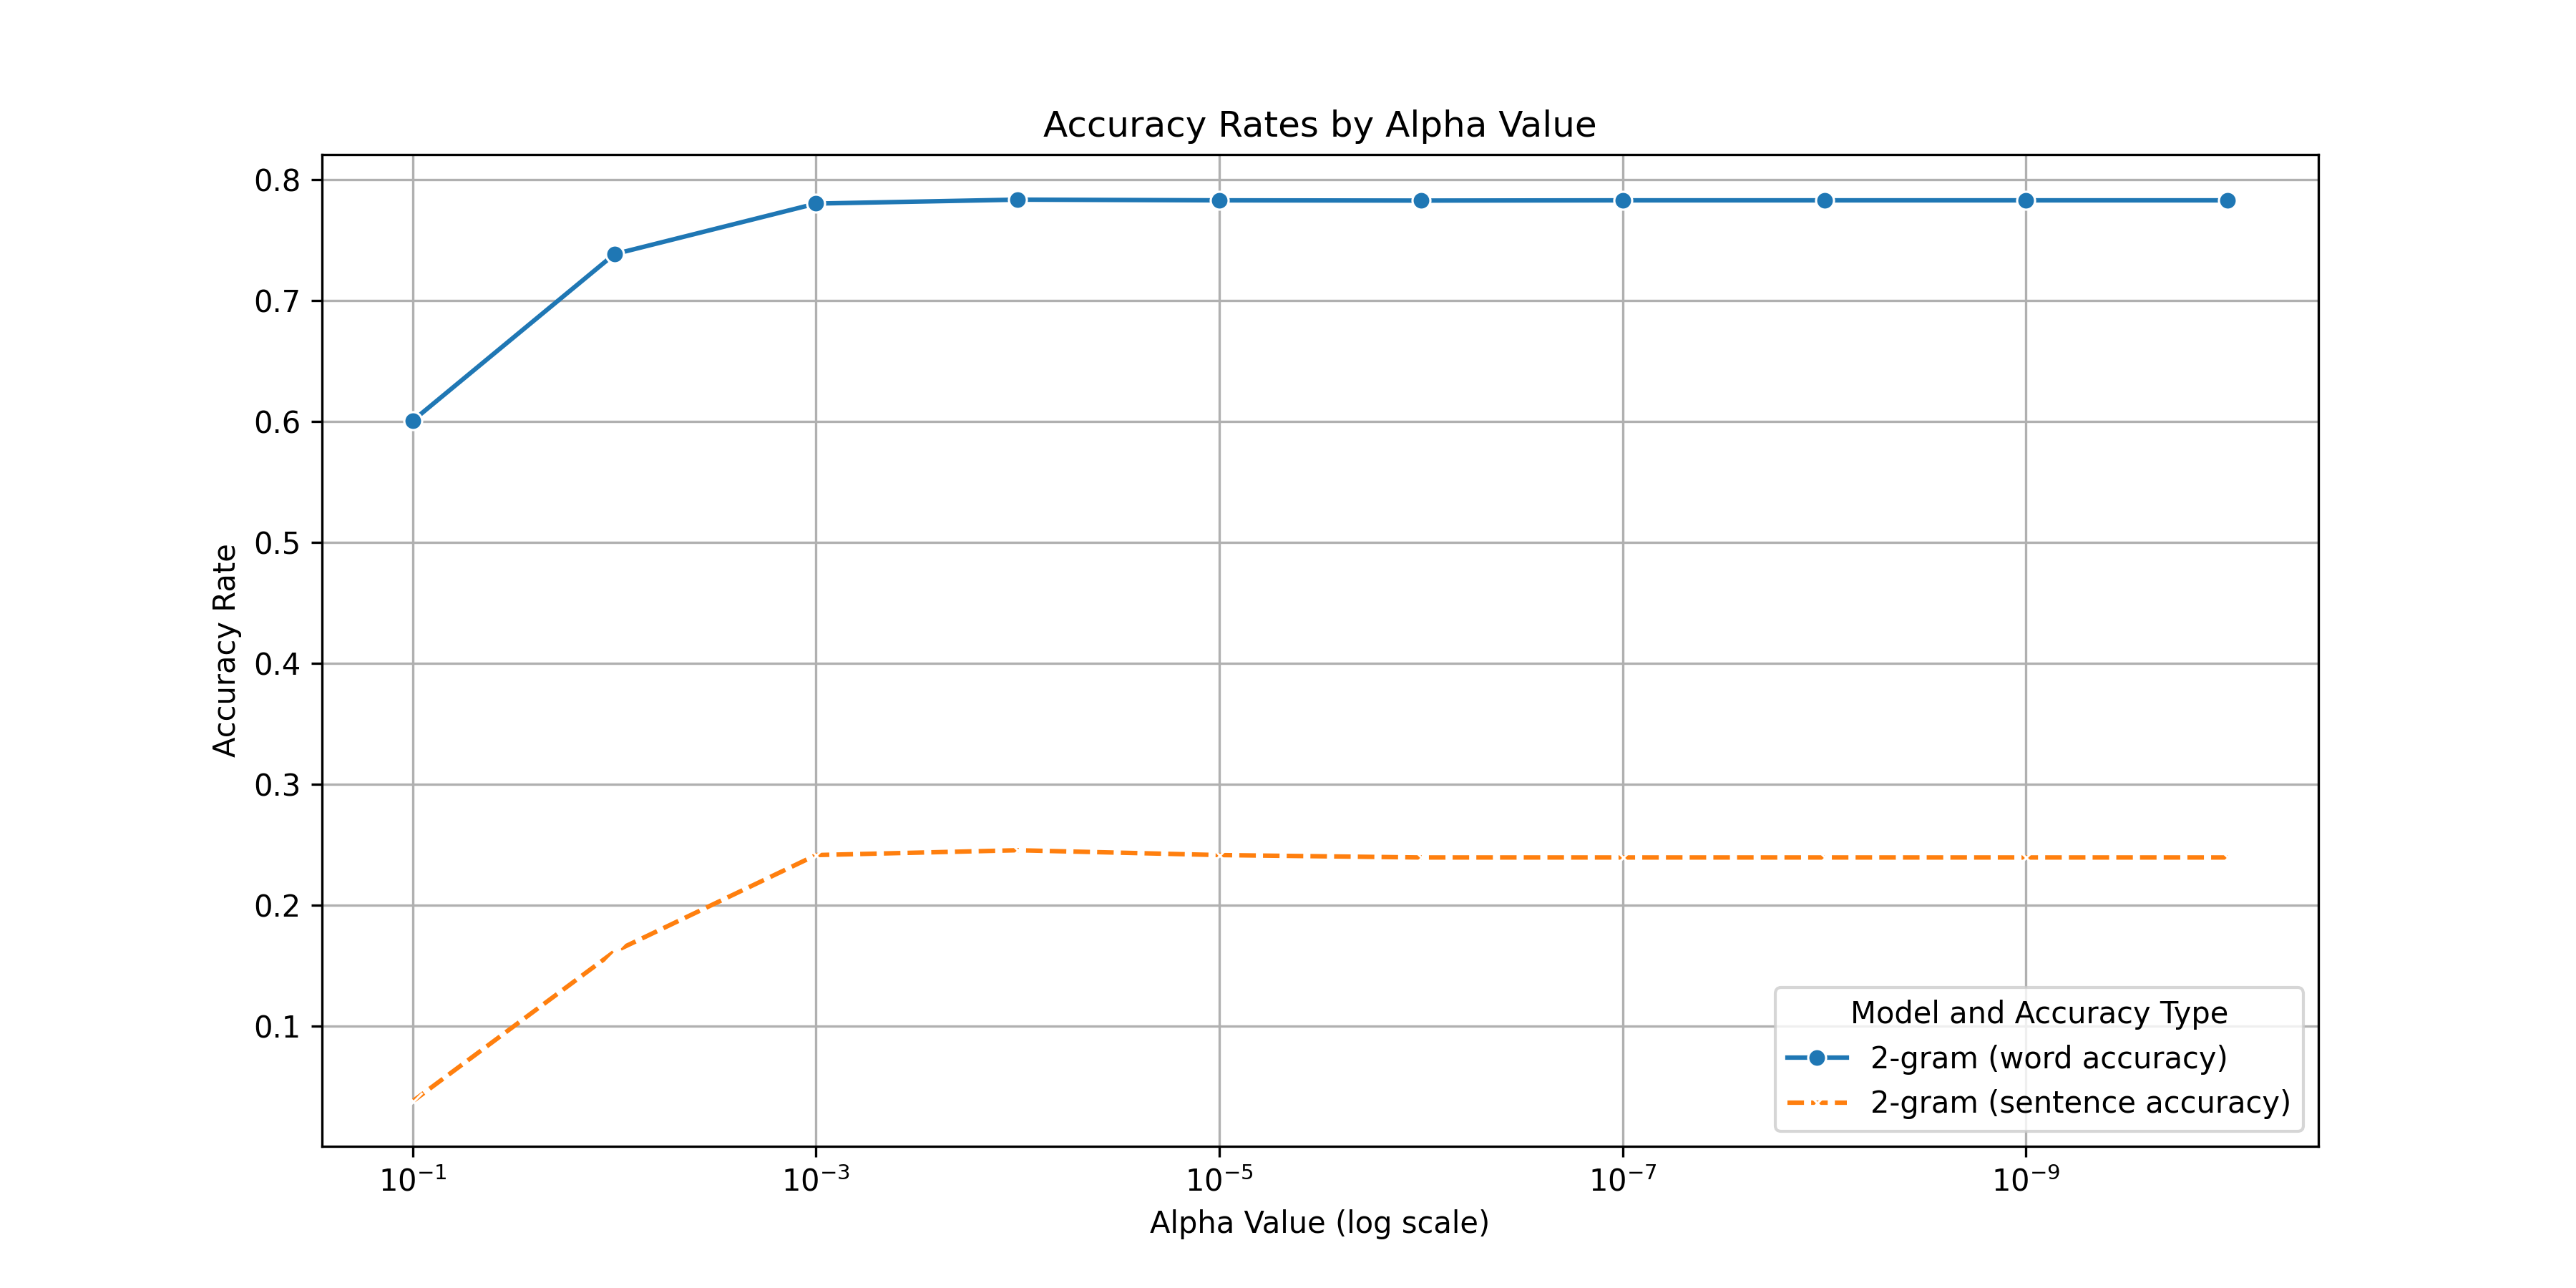 Accuracy Rates by Alpha Value
0.8
0.7
0.6
0.5
0.4
0.3
0.2
0.1
Accuracy Rate
Model and Accuracy Type
2-gram (word accuracy)
2-gram (sentence accuracy)
10⁻¹ 10⁻³ 10⁻⁵ 10⁻⁷ 10⁻⁹
Alpha Value (log scale)